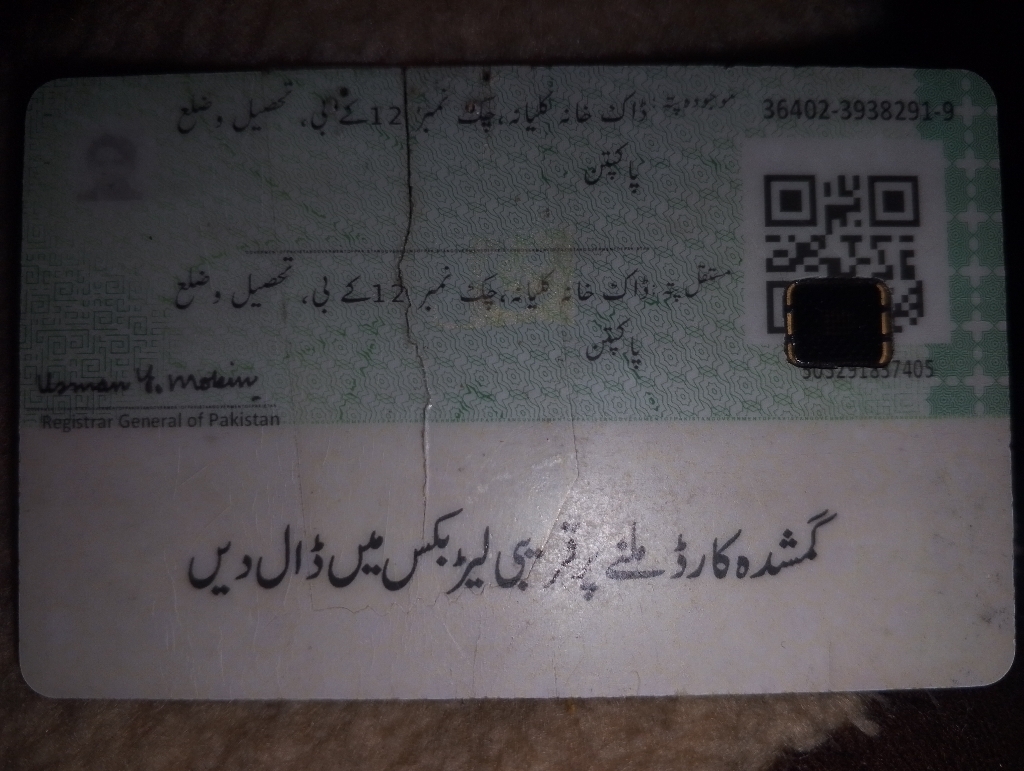 36402-3938291-9
موجودہ پتہ: ڈاک خانہ کلیانہ، چک نمبر 12 کے بی، تحصیل و ضلع
پاکپتن
مستقل پتہ: ڈاک خانہ کلیانہ، چک نمبر 12 کے بی، تحصیل و ضلع
پاکپتن
Usman Y. Mobin
Registrar General of Pakistan
گمشدہ کارڈ ملنے پر قریبی لیٹر بکس میں ڈال دیں